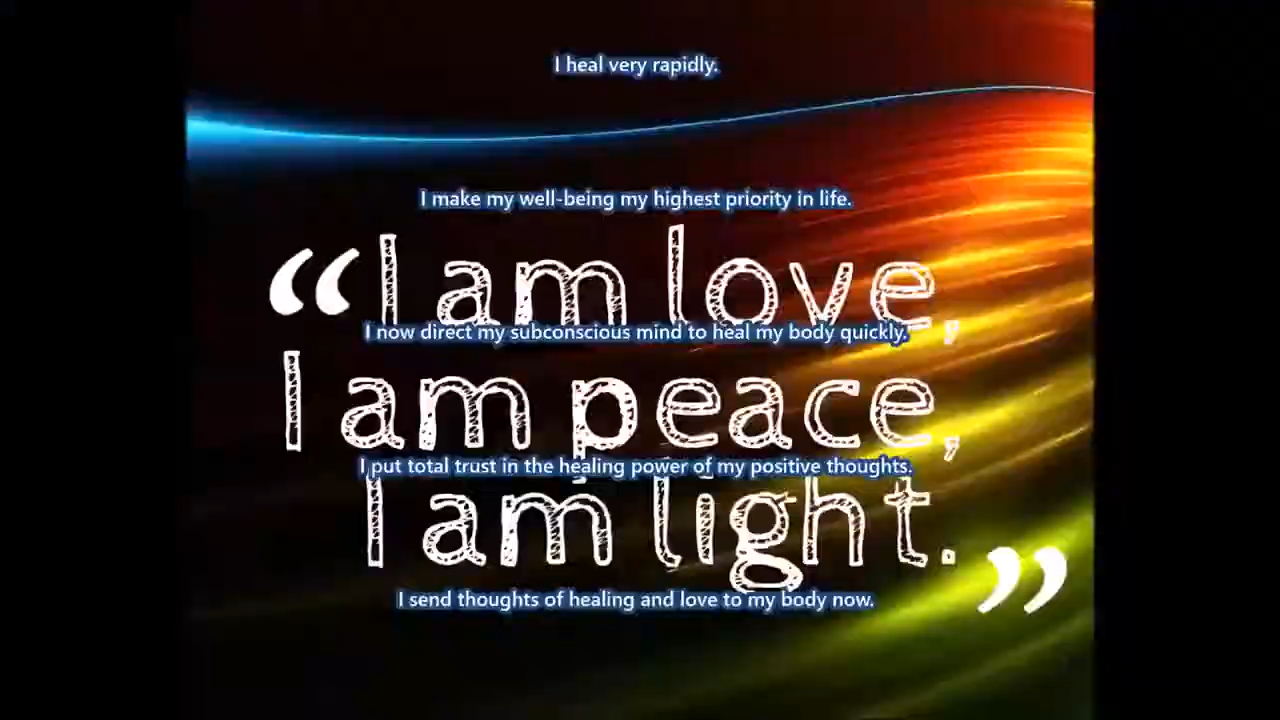 I heal very rapidly.
I make my well-being my highest priority in life.
“I am love,
I now direct my subconscious mind to heal my body quickly.
I am peace,
I put total trust in the healing power of my positive thoughts.
I am light.”
I send thoughts of healing and love to my body now.